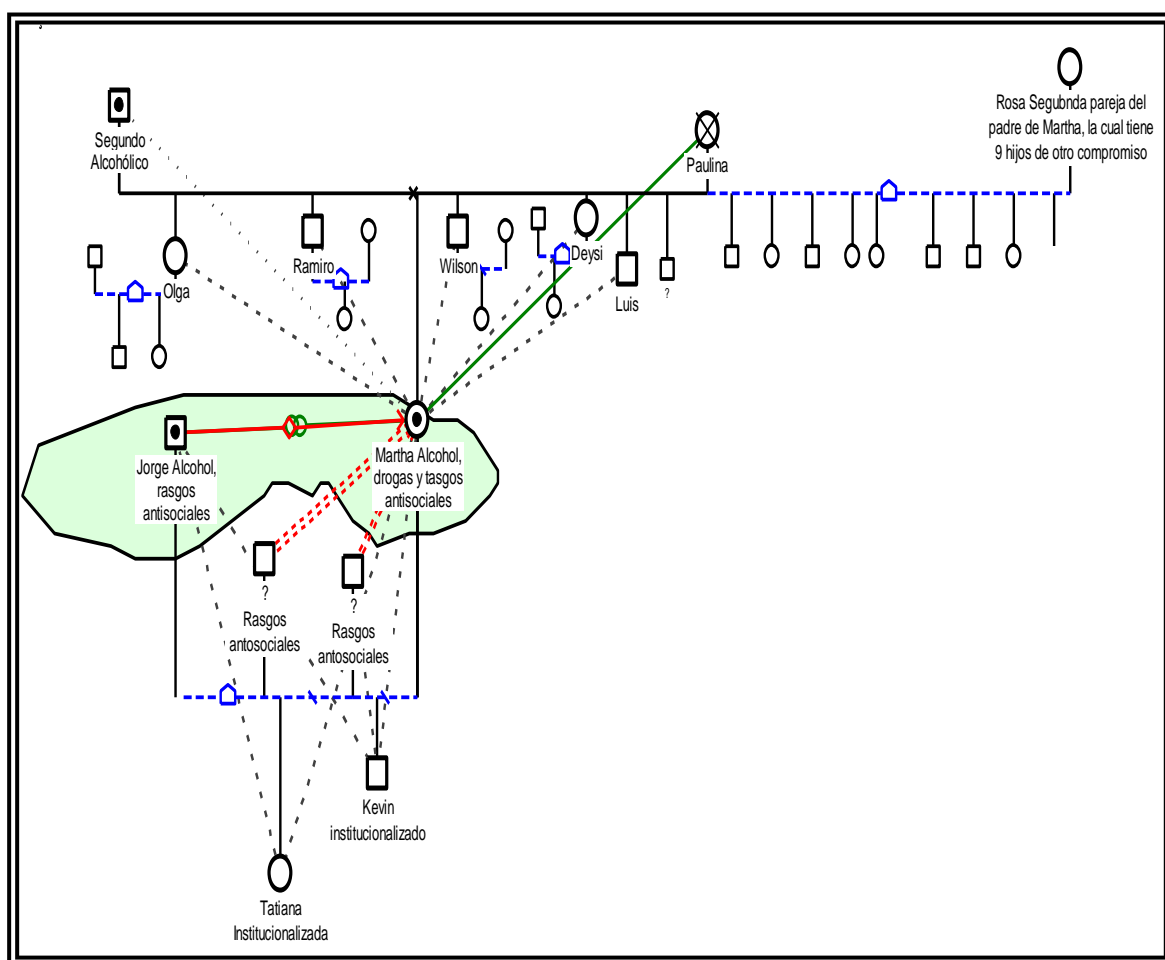 Rosa Segubnda pareja del
padre de Martha, la cual tiene
9 hijos de otro compromiso
Segundo
Alcohólico
Paulina
Ramiro
Wilson
Deysi
Olga
Luis
?
Jorge Alcohol,
rasgos
antisociales
Martha Alcohol,
drogas y tasgos
antisociales
?
Rasgos
antosociales
?
Rasgos
antosociales
Kevin
institucionalizado
Tatiana
Institucionalizada